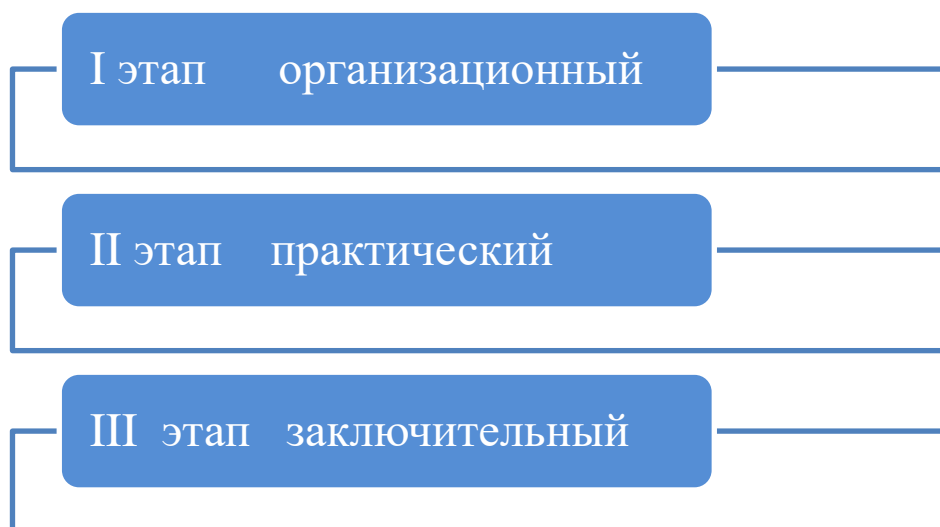 I этап организационный
II этап практический
III этап заключительный